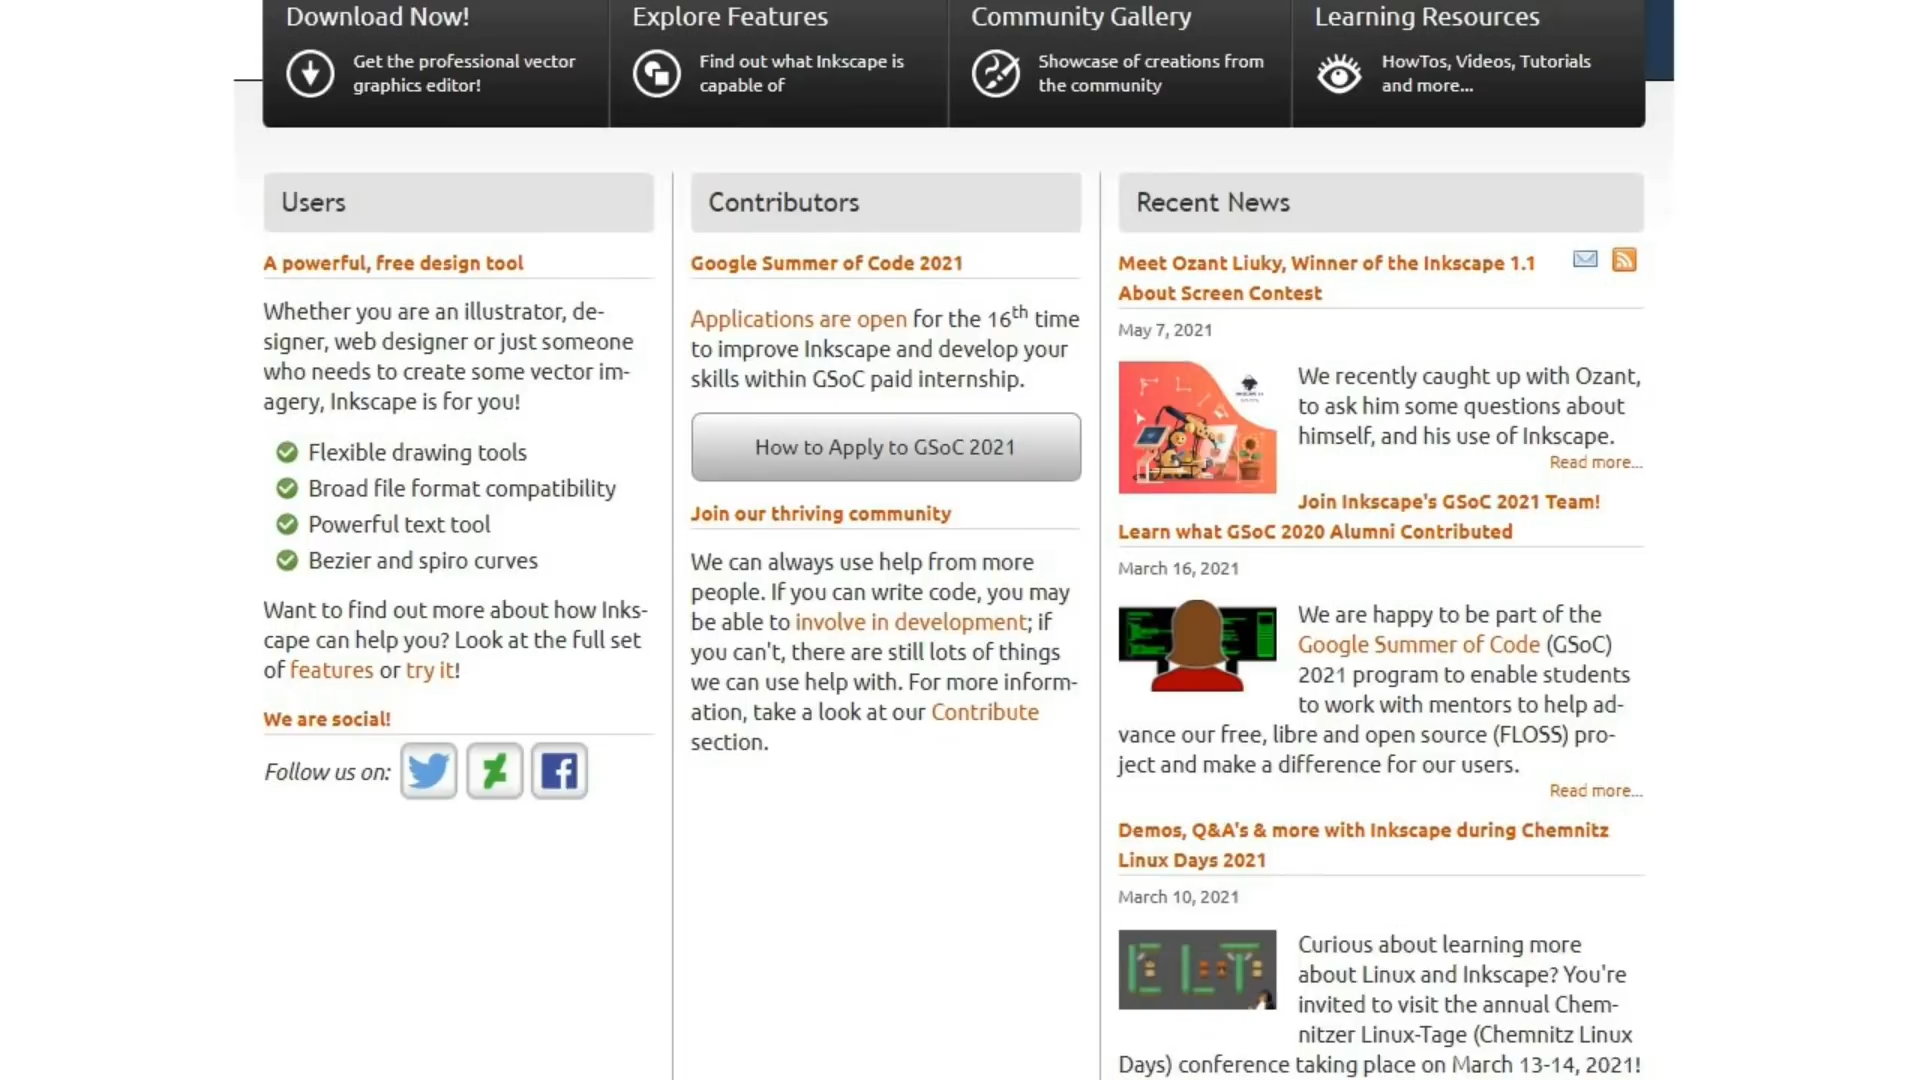 Download Now!
Get the professional vector
graphics editor!
Explore Features
Find out what Inkscape is
capable of
Community Gallery
Showcase of creations from
the community
Learning Resources
HowTos, Videos, Tutorials
and more...
Users
A powerful, free design tool
Whether you are an illustrator, de-
signer, web designer or just someone
who needs to create some vector im-
agery, Inkscape is for you!
Flexible drawing tools
Broad file format compatibility
Powerful text tool
Bezier and spiro curves
Want to find out more about how Inks-
cape can help you? Look at the full set
of features or try it!
We are social!
Follow us on:
Contributors
Google Summer of Code 2021
Applications are open for the 16th time
to improve Inkscape and develop your
skills within GSoC paid internship.
How to Apply to GSoC 2021
Join our thriving community
We can always use help from more
people. If you can write code, you may
be able to involve in development; if
you can't, there are still lots of things
we can use help with. For more inform-
ation, take a look at our Contribute
section.
Recent News
Meet Ozant Liuky, Winner of the Inkscape 1.1
About Screen Contest
May 7, 2021
We recently caught up with Ozant,
to ask him some questions about
himself, and his use of Inkscape.
Read more...
Join Inkscape's GSoC 2021 Team!
Learn what GSoC 2020 Alumni Contributed
March 16, 2021
We are happy to be part of the
Google Summer of Code (GSoC)
2021 program to enable students
to work with mentors to help ad-
vance our free, libre and open source (FLOSS) pro-
ject and make a difference for our users.
Read more...
Demos, Q&A's & more with Inkscape during Chemnitz
Linux Days 2021
March 10, 2021
Curious about learning more
about Linux and Inkscape? You're
invited to visit the annual Chem-
nitzer Linux-Tage (Chemnitz Linux
Days) conference taking place on March 13-14, 2021!